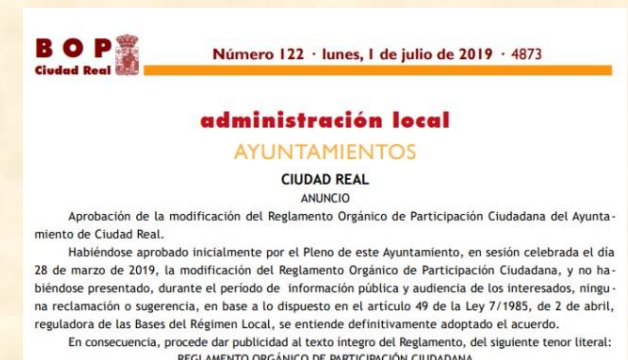 BOP
Ciudad Real
Número 122 · lunes, 1 de julio de 2019 · 4873
administración local
AYUNTAMIENTOS
CIUDAD REAL
ANUNCIO
Aprobación de la modificación del Reglamento Orgánico de Participación Ciudadana del Ayunta-
miento de Ciudad Real.
Habiéndose aprobado inicialmente por el Pleno de este Ayuntamiento, en sesión celebrada el día
28 de marzo de 2019, la modificación del Reglamento Orgánico de Participación Ciudadana, y no ha-
biéndose presentado, durante el período de información pública y audiencia de los interesados, ningu-
na reclamación o sugerencia, en base a lo dispuesto en el artículo 49 de la Ley 7/1985, de 2 de abril,
reguladora de las Bases del Régimen Local, se entiende definitivamente adoptado el acuerdo.
En consecuencia, procede dar publicidad al texto íntegro del Reglamento, del siguiente tenor literal:
REGLAMENTO ORGÁNICO DE PARTICIPACIÓN CIUDADANA